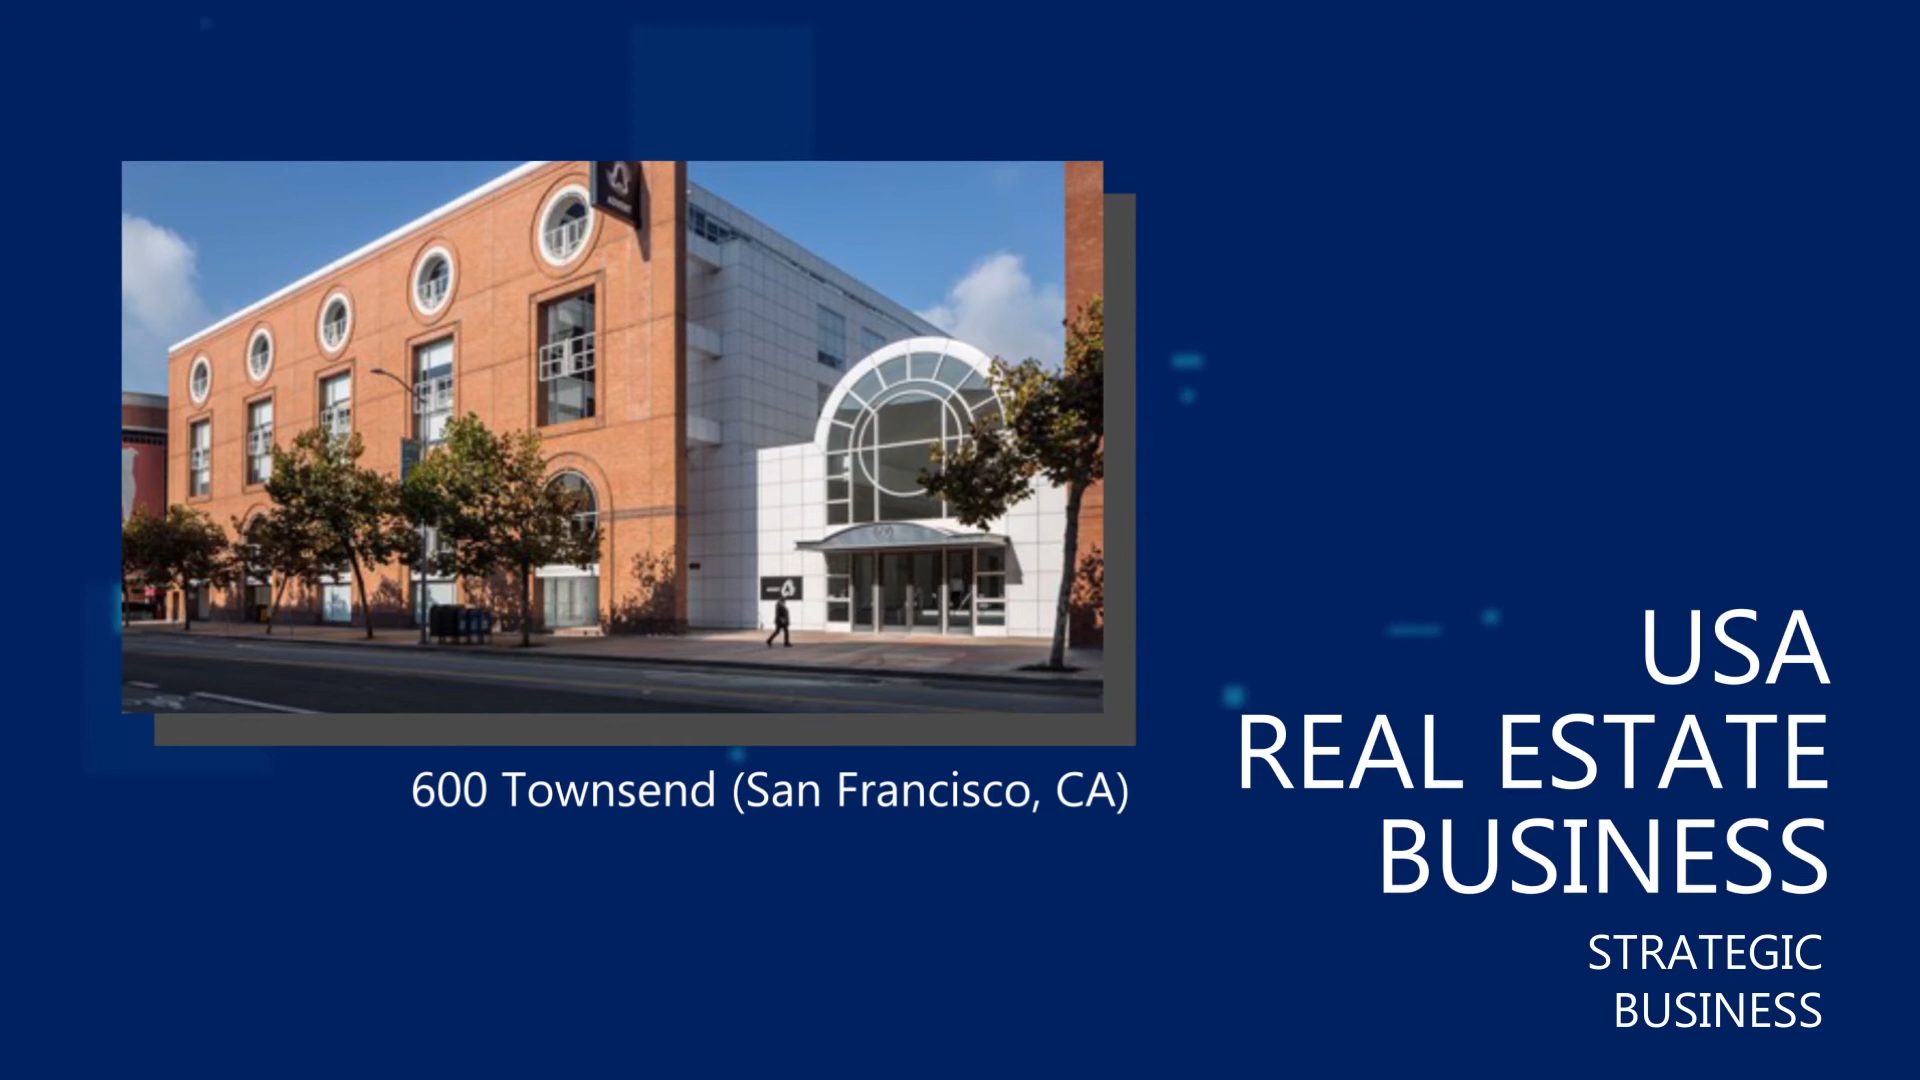 600 Townsend (San Francisco, CA)
USA
REAL ESTATE
BUSINESS
STRATEGIC
BUSINESS